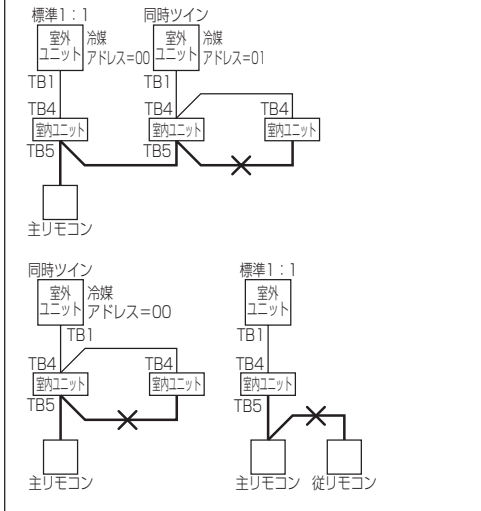 標準1：1
同時ツイン
室外
ユニット
冷媒
アドレス=00
室外
ユニット
冷媒
アドレス=01
TB1
TB1
TB4
TB4
TB4
室内ユニット
室内ユニット
室内ユニット
TB5
TB5
主リモコン
同時ツイン
標準1：1
室外
ユニット
冷媒
アドレス=00
室外
ユニット
TB1
TB1
TB4
TB4
TB4
室内ユニット
室内ユニット
室内ユニット
TB5
TB5
主リモコン
主リモコン
従リモコン